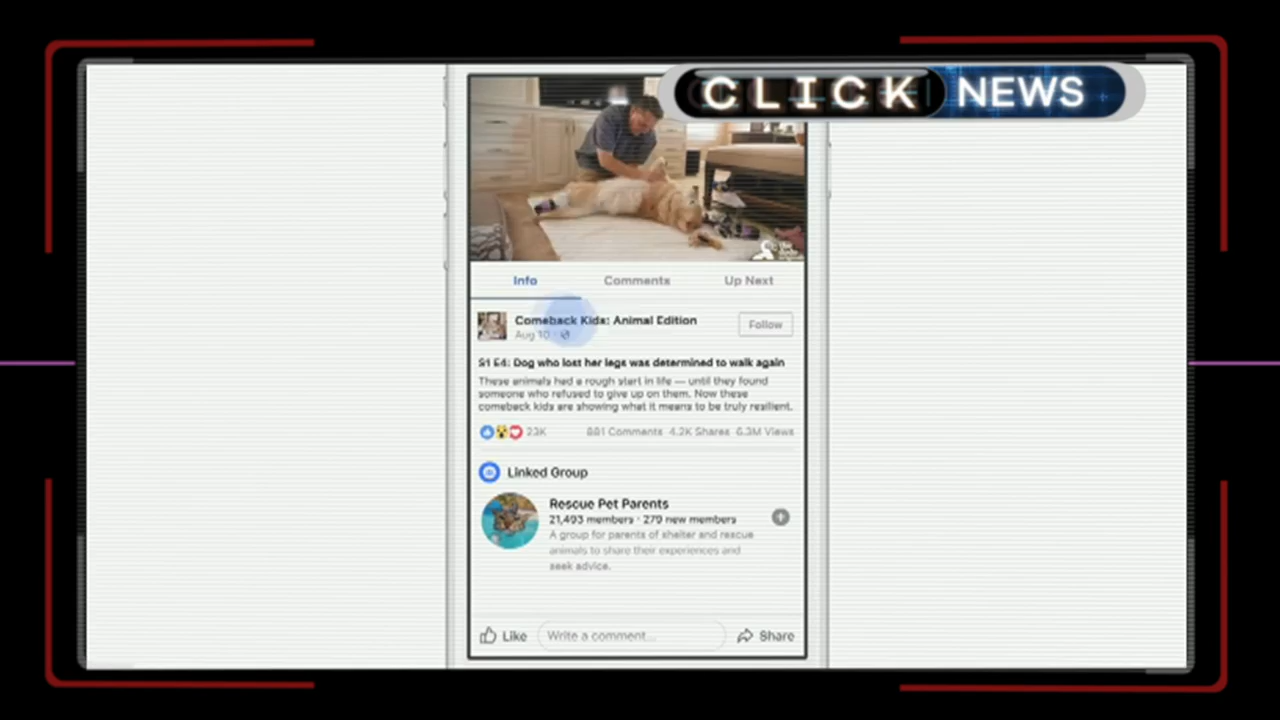 CLICK NEWS
the
dodo
Info Comments Up Next
Comeback Kids: Animal Edition
Aug 10
Follow
S1 E4: Dog who lost her legs was determined to walk again
These animals had a rough start in life — until they found
someone who refused to give up on them. Now these
comeback kids are showing what it means to be truly resilient.
23K 881 Comments 4.2K Shares 6.3M Views
Linked Group
Rescue Pet Parents
21,493 members · 279 new members
A group for parents of shelter and rescue
animals to share their experiences and
seek advice.
Like Write a comment... Share